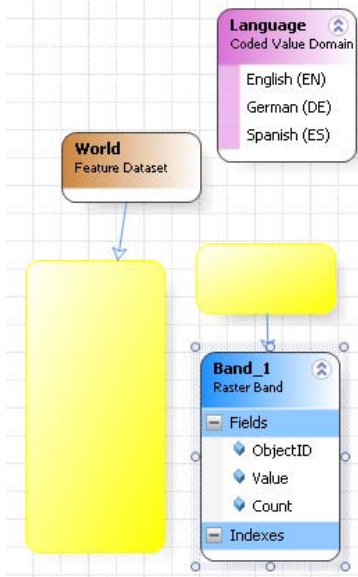 Language
Coded Value Domain
English (EN)
German (DE)
Spanish (ES)
World
Feature Dataset
Band_1
Raster Band
Fields
ObjectID
Value
Count
Indexes